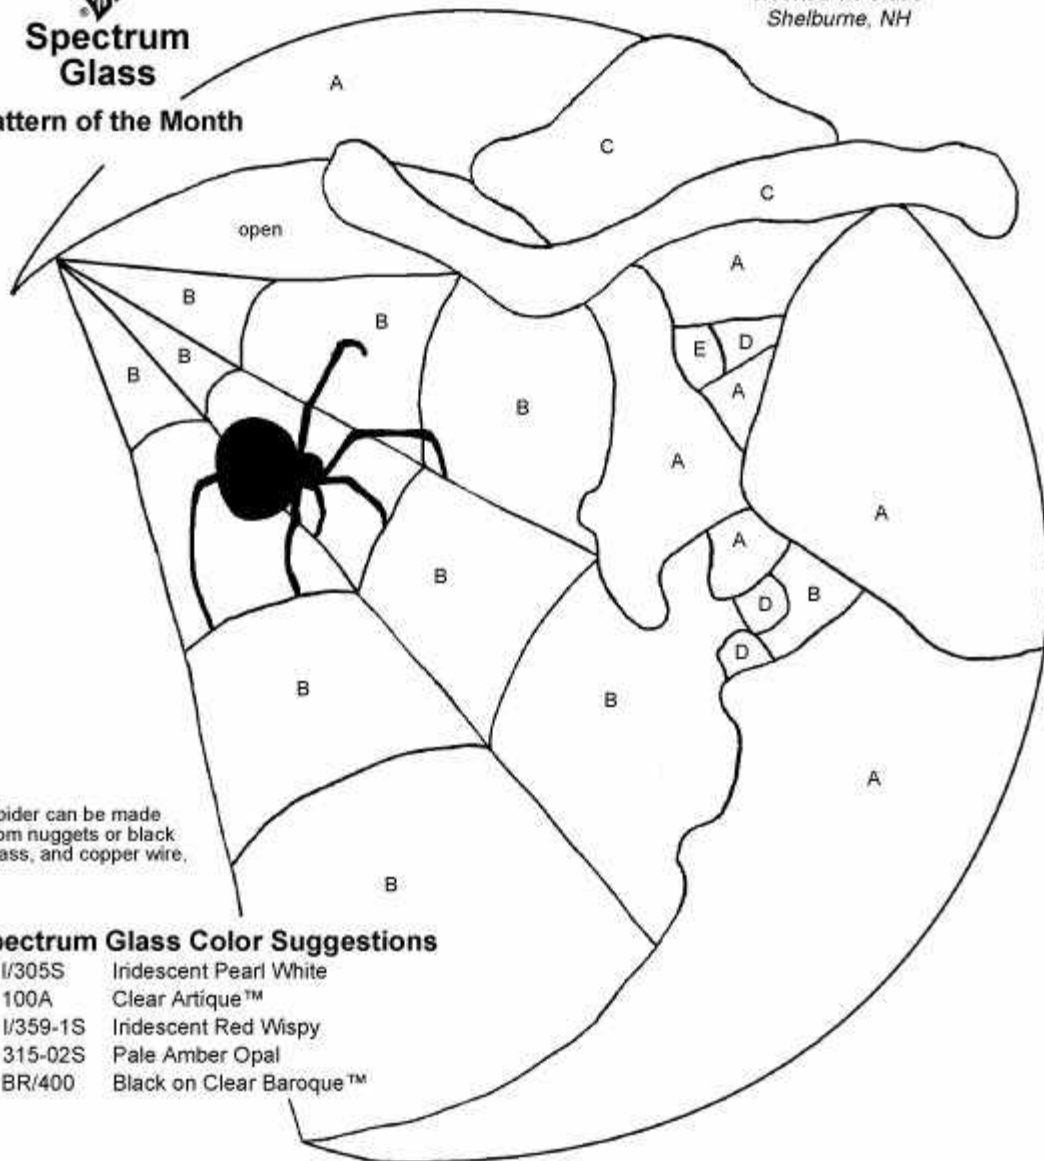 Shelburne, NH
Spectrum
Glass
attern of the Month
A
C
C
open
A
B
B
E
D
B
B
A
B
A
A
A
B
D
B
D
B
B
A
B
pider can be made
om nuggets or black
ass, and copper wire,
pectrum Glass Color Suggestions
I/305S Iridescent Pearl White
100A Clear Artique™
I/359-1S Iridescent Red Wispy
315-02S Pale Amber Opal
BR/400 Black on Clear Baroque™